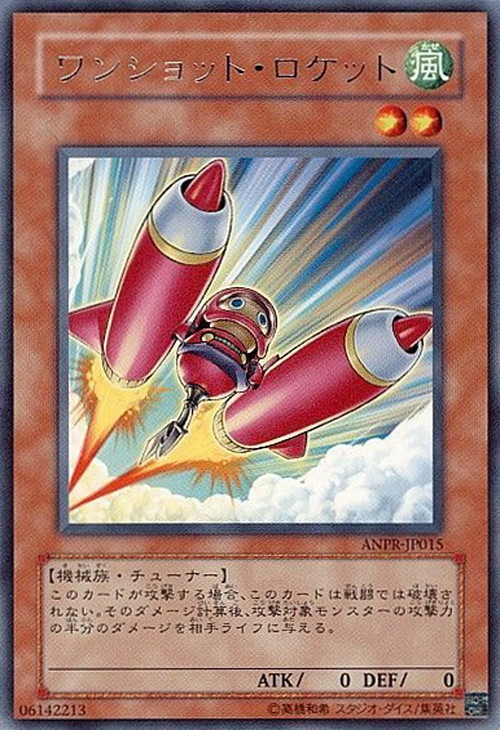 ワンショット・ロケット
風
ANPR-JP015
【機械族・チューナー】
このカードが攻撃する場合、このカードは戦闘では破壊さ
れない。そのダメージ計算後、攻撃対象モンスターの攻撃力
の半分のダメージを相手ライフに与える。
ATK/ 0 DEF/ 0
06142213 ©高橋和希 スタジオ・ダイス/集英社